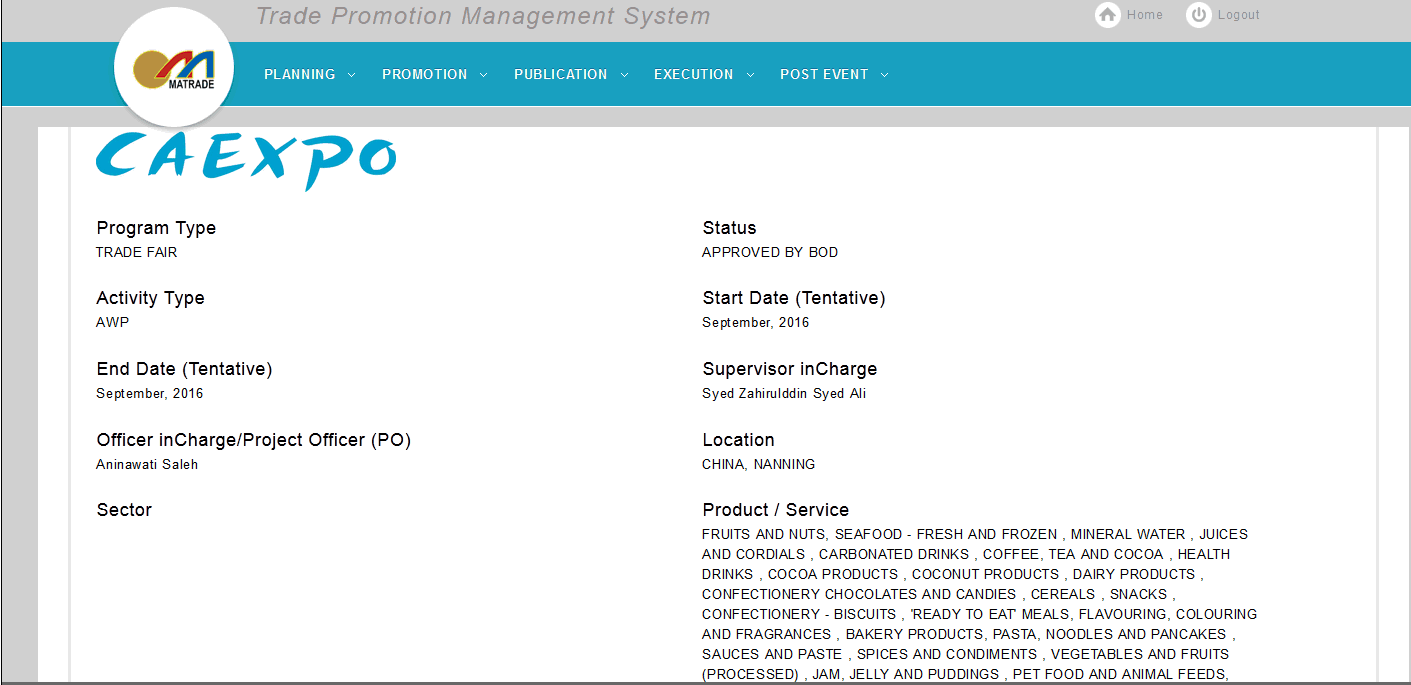 Trade Promotion Management System
Home
Logout
MATRADE
PLANNING
PROMOTION
PUBLICATION
EXECUTION
POST EVENT
CAEXPO
Program Type
TRADE FAIR
Status
APPROVED BY BOD
Activity Type
AWP
Start Date (Tentative)
September, 2016
End Date (Tentative)
September, 2016
Supervisor inCharge
Syed Zahirulddin Syed Ali
Officer inCharge/Project Officer (PO)
Aninawati Saleh
Location
CHINA, NANNING
Sector
Product / Service
FRUITS AND NUTS, SEAFOOD - FRESH AND FROZEN , MINERAL WATER , JUICES
AND CORDIALS , CARBONATED DRINKS , COFFEE, TEA AND COCOA , HEALTH
DRINKS , COCOA PRODUCTS , COCONUT PRODUCTS , DAIRY PRODUCTS ,
CONFECTIONERY CHOCOLATES AND CANDIES , CEREALS , SNACKS ,
CONFECTIONERY - BISCUITS , 'READY TO EAT' MEALS, FLAVOURING, COLOURING
AND FRAGRANCES , BAKERY PRODUCTS, PASTA, NOODLES AND PANCAKES ,
SAUCES AND PASTE , SPICES AND CONDIMENTS , VEGETABLES AND FRUITS
(PROCESSED) , JAM, JELLY AND PUDDINGS , PET FOOD AND ANIMAL FEEDS,